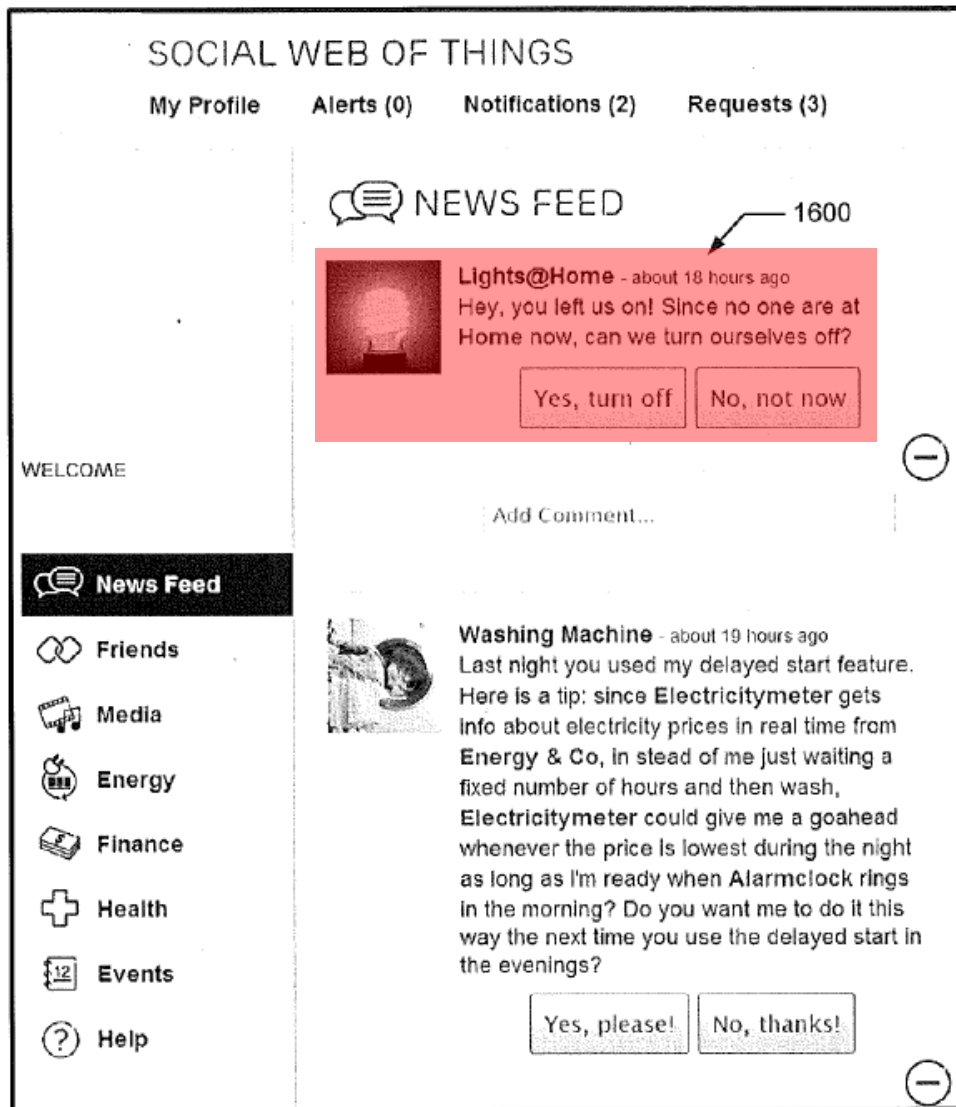 SOCIAL WEB OF THINGS
My Profile Alerts (0) Notifications (2) Requests (3)
NEWS FEED
1600
Lights@Home - about 18 hours ago
Hey, you left us on! Since no one are at
Home now, can we turn ourselves off?
Yes, turn off No, not now
WELCOME
Add Comment...
News Feed
Friends
Media
Energy
Finance
Health
12 Events
? Help
Washing Machine - about 19 hours ago
Last night you used my delayed start feature.
Here is a tip: since Electricitymeter gets
info about electricity prices in real time from
Energy & Co, in stead of me just waiting a
fixed number of hours and then wash,
Electricitymeter could give me a goahead
whenever the price is lowest during the night
as long as I'm ready when Alarmclock rings
in the morning? Do you want me to do it this
way the next time you use the delayed start in
the evenings?
Yes, please! No, thanks!